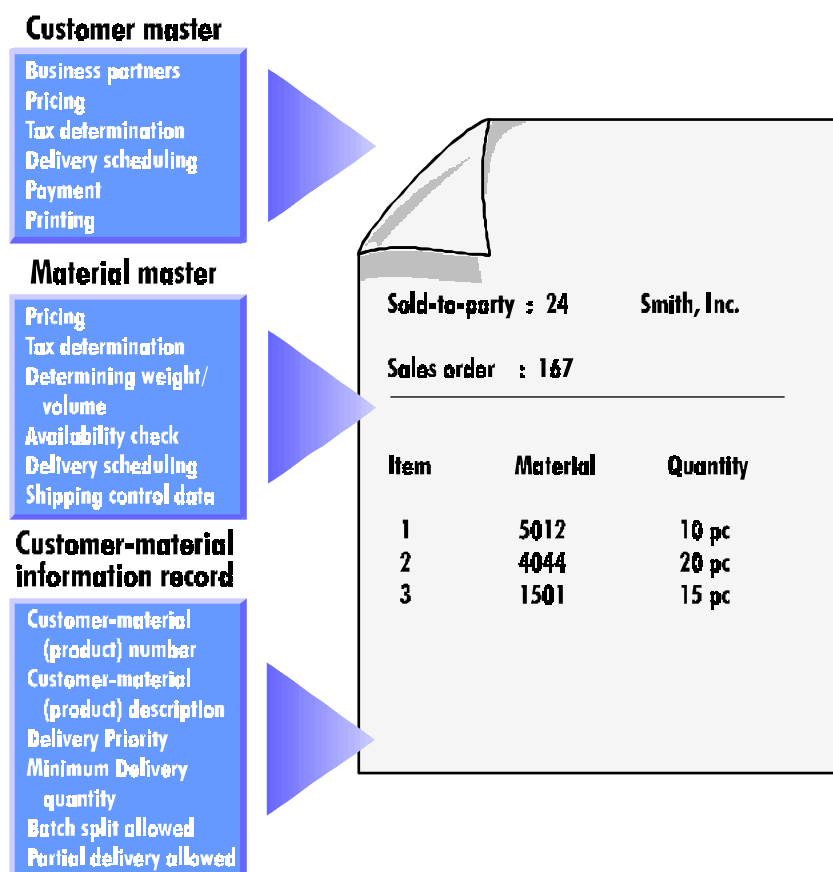 Customer master
Business partners
Pricing
Tax determination
Delivery scheduling
Payment
Printing
Material master
Pricing
Tax determination
Determining weight/
volume
Availability check
Delivery scheduling
Shipping control data
Customer-material
information record
Customer-material
(product) number
Customer-material
(product) description
Delivery Priority
Minimum Delivery
quantity
Batch split allowed
Partial delivery allowed
Sold-to-party : 24 Smith, Inc.
Sales order : 167
Item Material Quantity
1 5012 10 pc
2 4044 20 pc
3 1501 15 pc